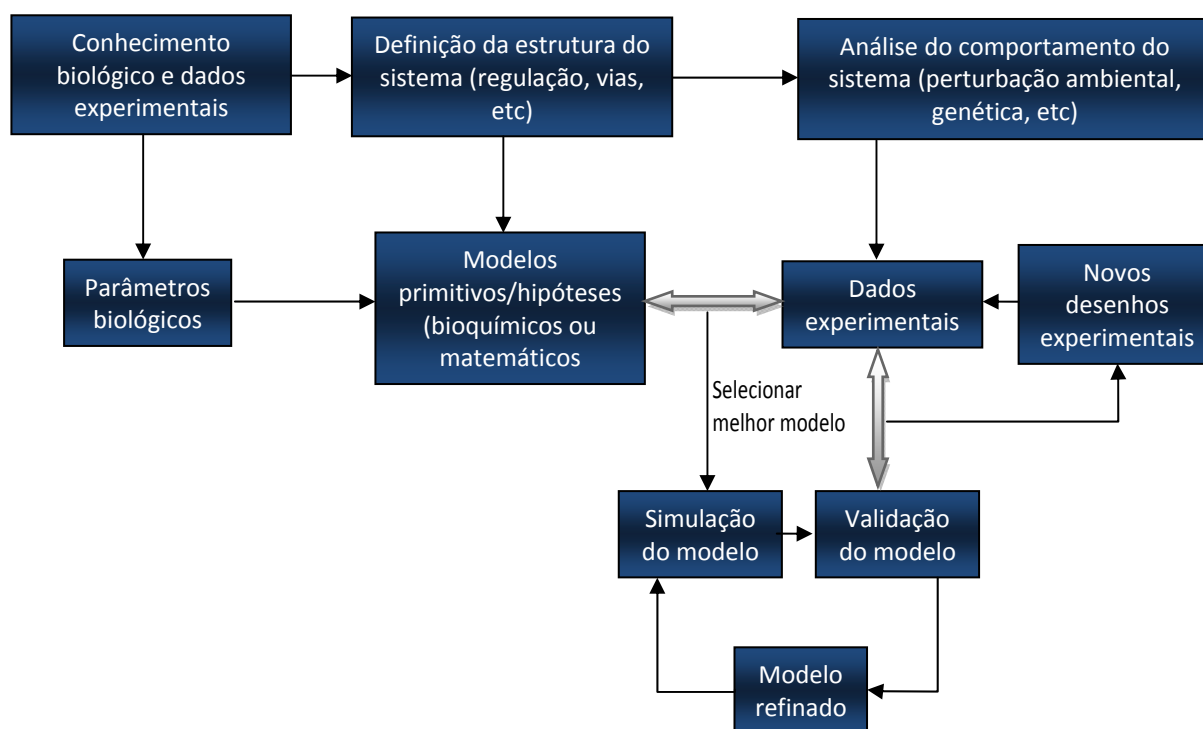 Conhecimento
biológico e dados
experimentais
Definição da estrutura do
sistema (regulação, vias,
etc)
Análise do comportamento do
sistema (perturbação ambiental,
genética, etc)
Parâmetros
biológicos
Modelos
primitivos/hipóteses
(bioquímicos ou
matemáticos
Dados
experimentais
Novos
desenhos
experimentais
Selecionar
melhor modelo
Simulação
do modelo
Validação
do modelo
Modelo
refinado